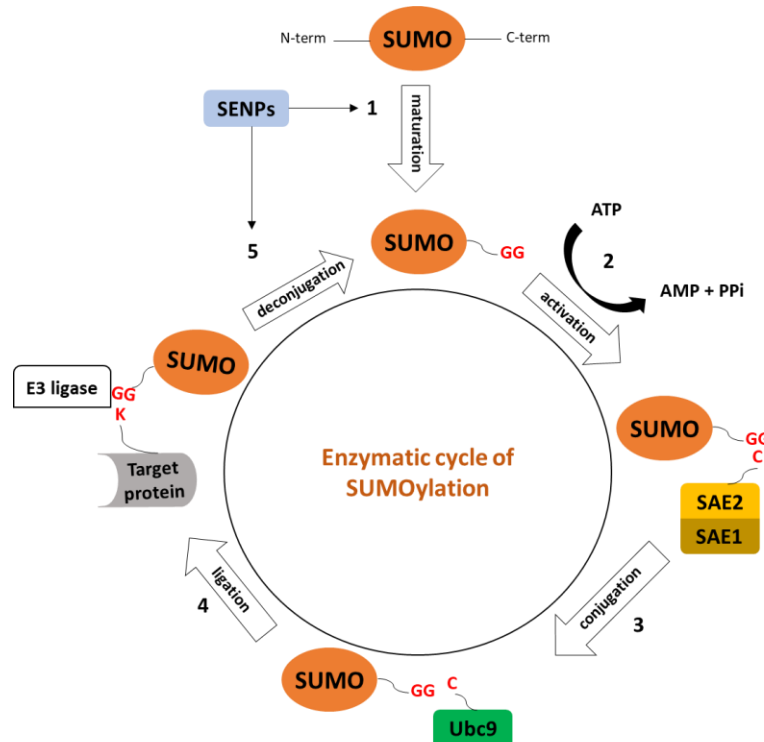 N-term
SUMO
C-term
SENPs
1
maturation
5
SUMO
GG
ATP
2
AMP + PPi
deconjugation
activation
SUMO
E3 ligase
GG
K
Target
protein
Enzymatic cycle of
SUMOylation
SUMO
GG
C
SAE2
SAE1
4
ligation
conjugation
3
SUMO
GG
C
Ubc9